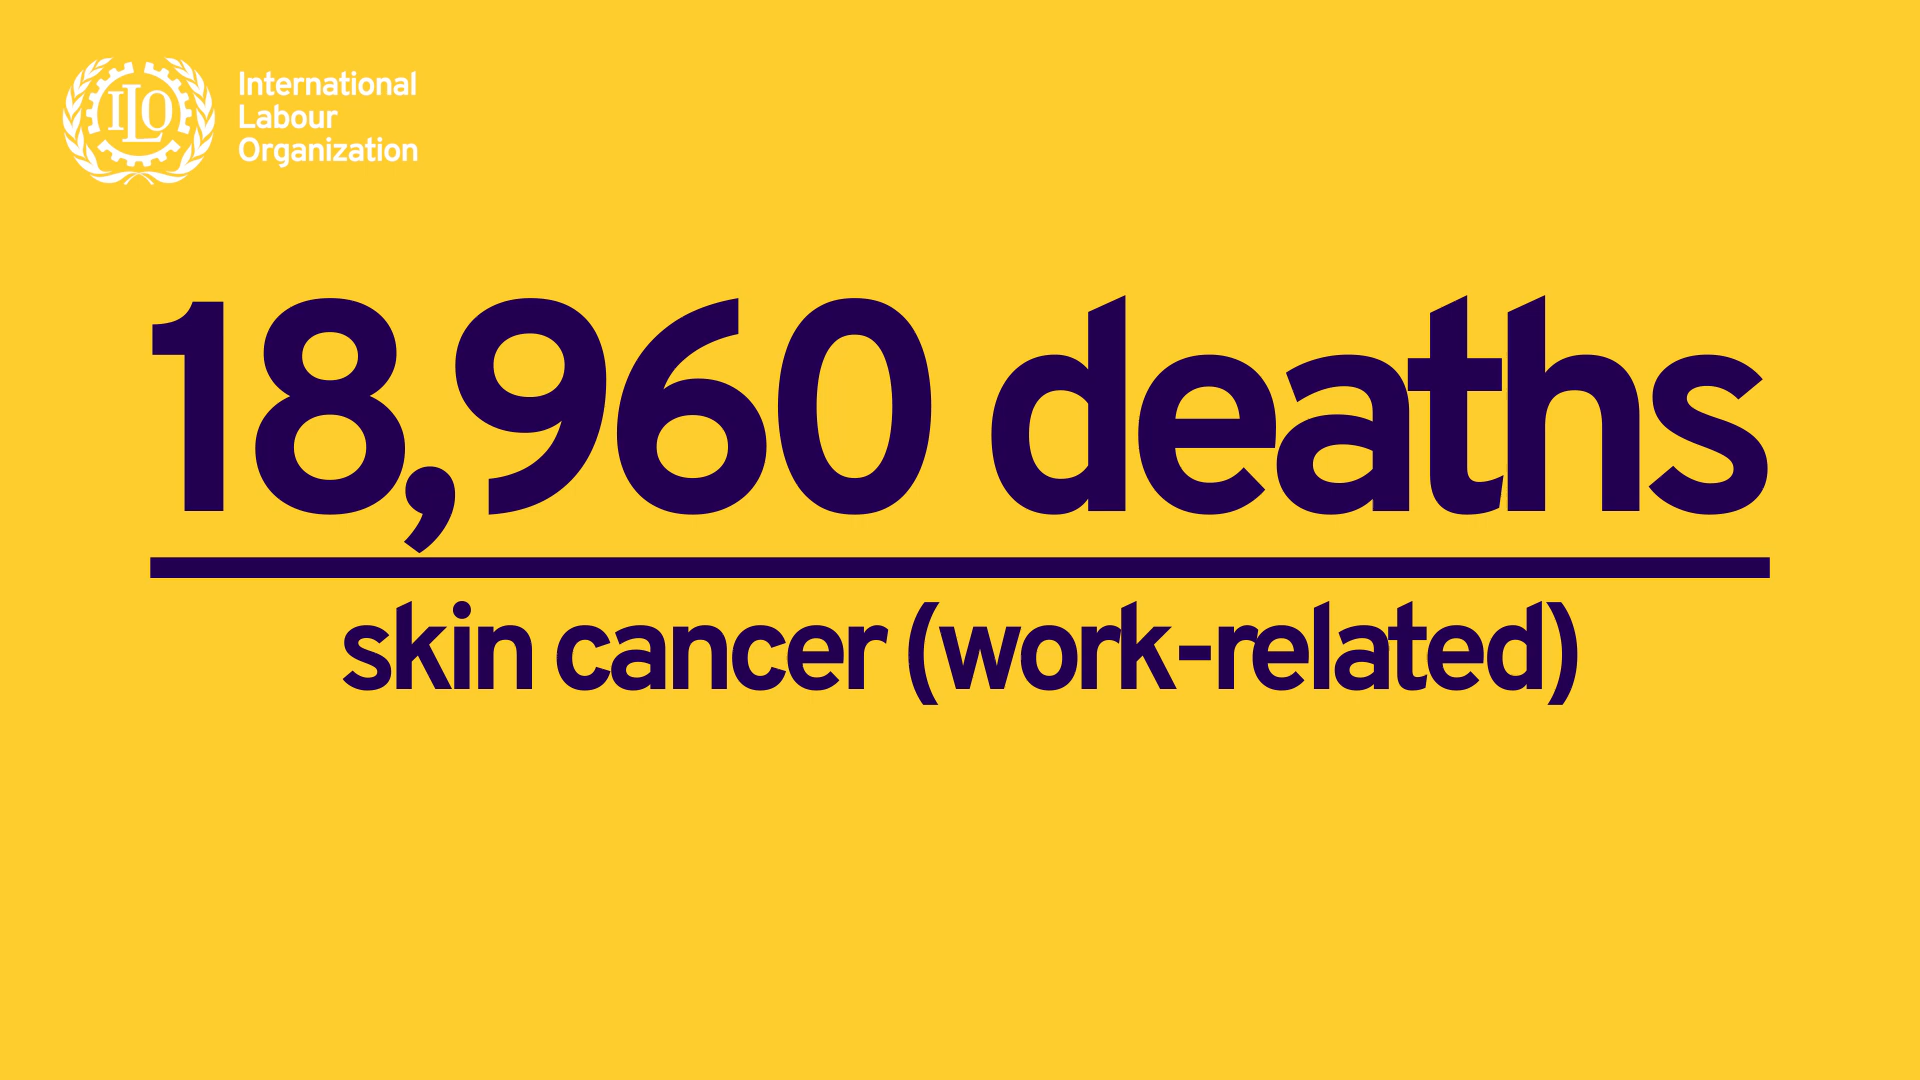 ILO
International
Labour
Organization
18,960 deaths
skin cancer (work-related)